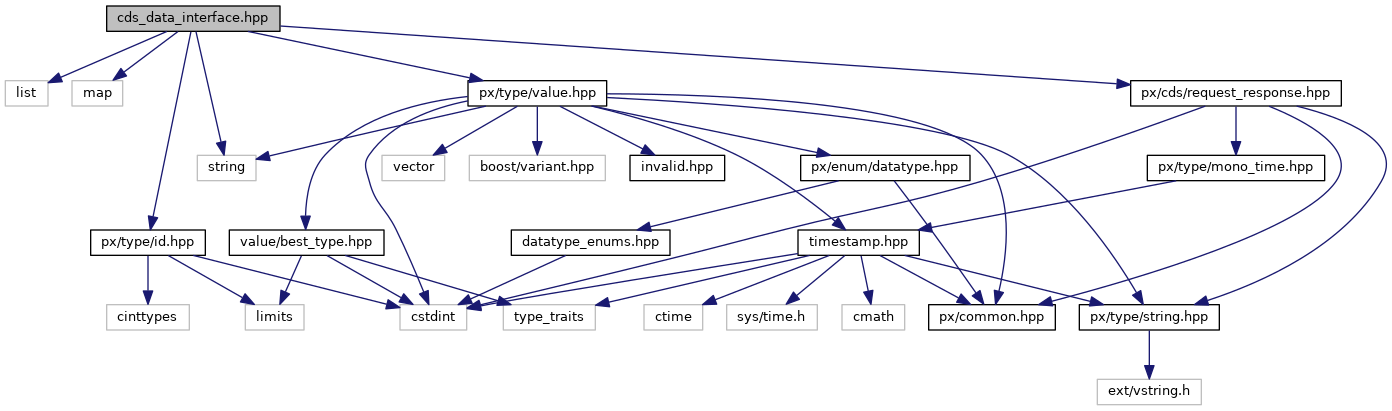 cds_data_interface.hpp
list
map
px/type/value.hpp
px/cds/request_response.hpp
string
vector
boost/variant.hpp
invalid.hpp
px/enum/datatype.hpp
px/type/mono_time.hpp
px/type/id.hpp
value/best_type.hpp
datatype_enums.hpp
timestamp.hpp
cinttypes
limits
cstdint
type_traits
ctime
sys/time.h
cmath
px/common.hpp
px/type/string.hpp
ext/vstring.h